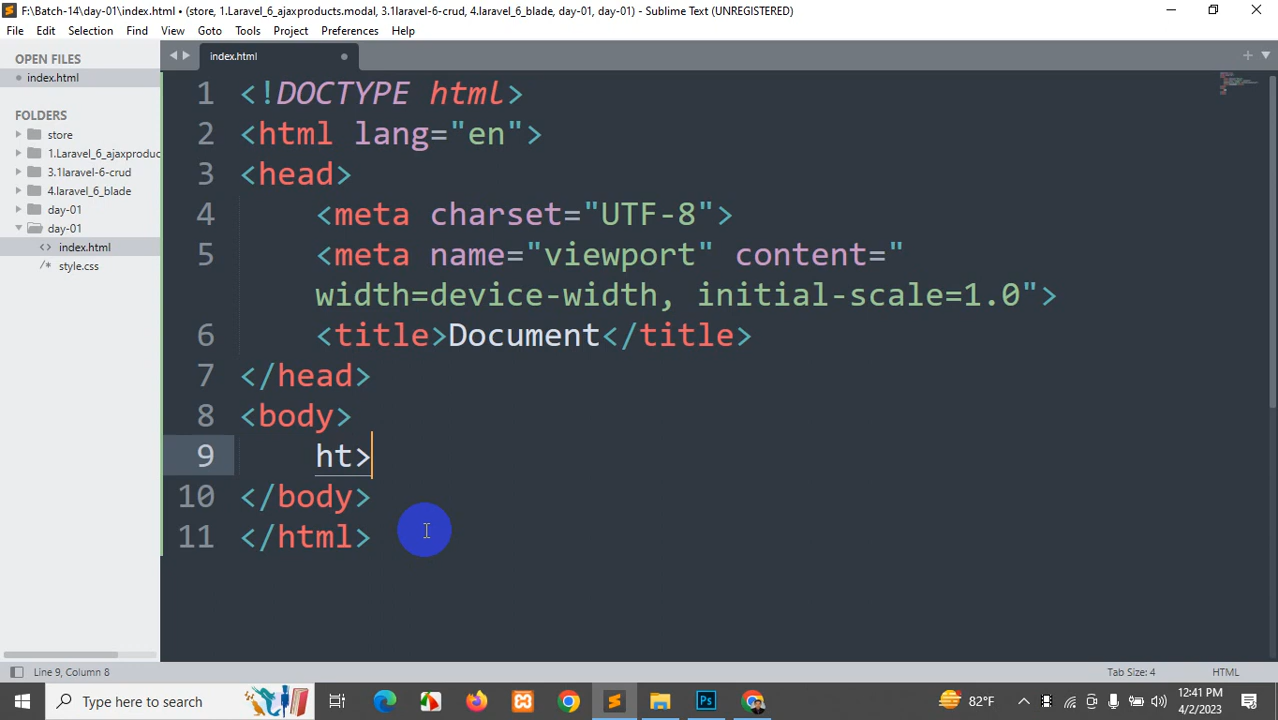 F:\Batch-14\day-01\index.html • (store, 1.Laravel_6_ajaxproducts.modal, 3.1laravel-6-crud, 4.laravel_6_blade, day-01, day-01) - Sublime Text (UNREGISTERED)
File Edit Selection Find View Goto Tools Project Preferences Help
OPEN FILES
index.html
FOLDERS
store
1.Laravel_6_ajaxproduc
3.1laravel-6-crud
4.laravel_6_blade
day-01
day-01
<> index.html
/* style.css
index.html
1 <!DOCTYPE html>
2 <html lang="en">
3 <head>
4 <meta charset="UTF-8">
5 <meta name="viewport" content="
width=device-width, initial-scale=1.0">
6 <title>Document</title>
7 </head>
8 <body>
9 ht>
10 </body>
11 </html>
Line 9, Column 8
Tab Size: 4 HTML
Type here to search
Ps
82°F
12:41 PM
4/2/2023